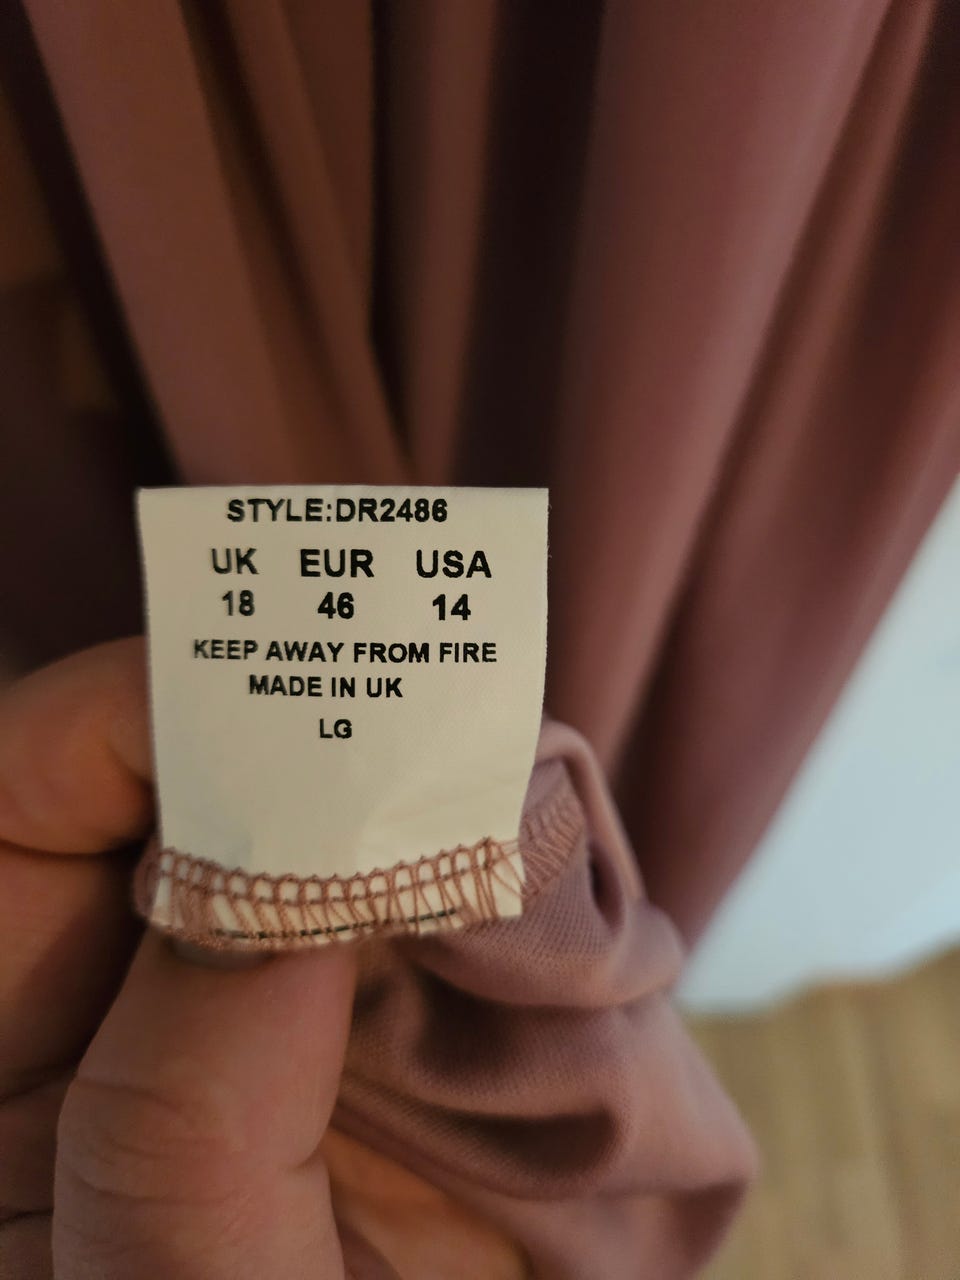 STYLE:DR2486
UK EUR USA
18 46 14
KEEP AWAY FROM FIRE
MADE IN UK
LG